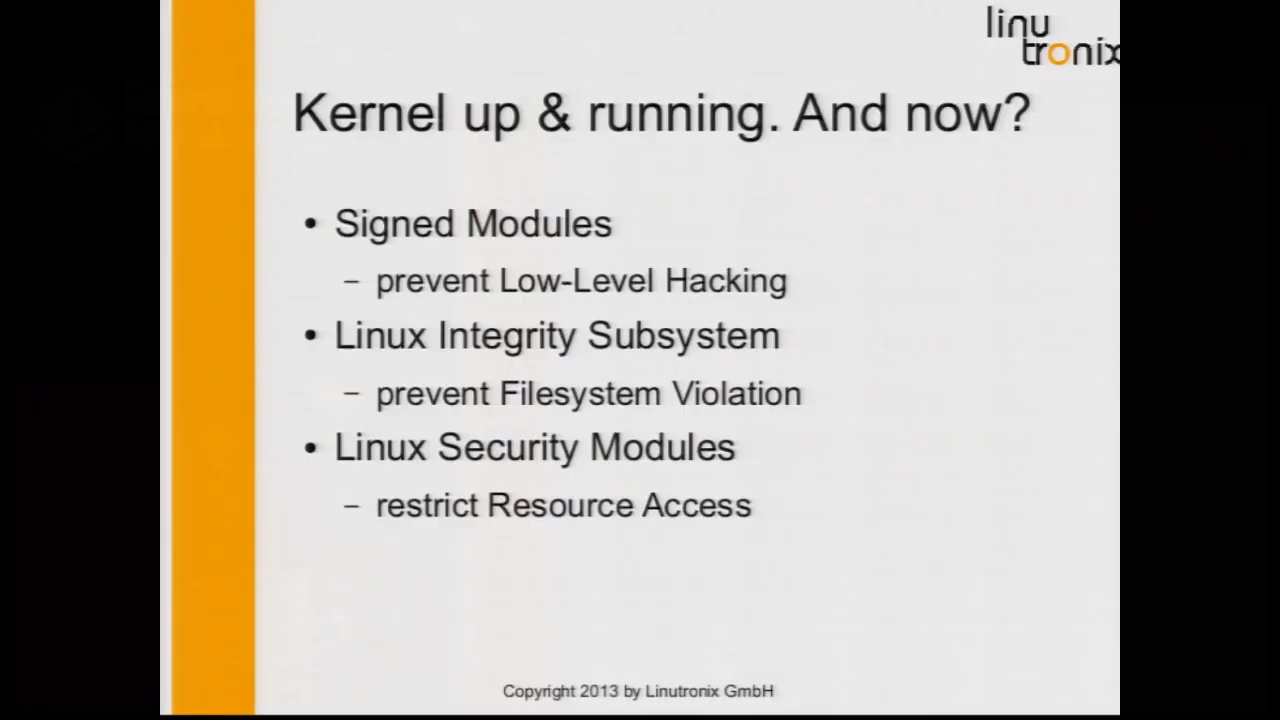 linu
tronix
Kernel up & running. And now?
• Signed Modules
– prevent Low-Level Hacking
• Linux Integrity Subsystem
– prevent Filesystem Violation
• Linux Security Modules
– restrict Resource Access
Copyright 2013 by Linutronix GmbH